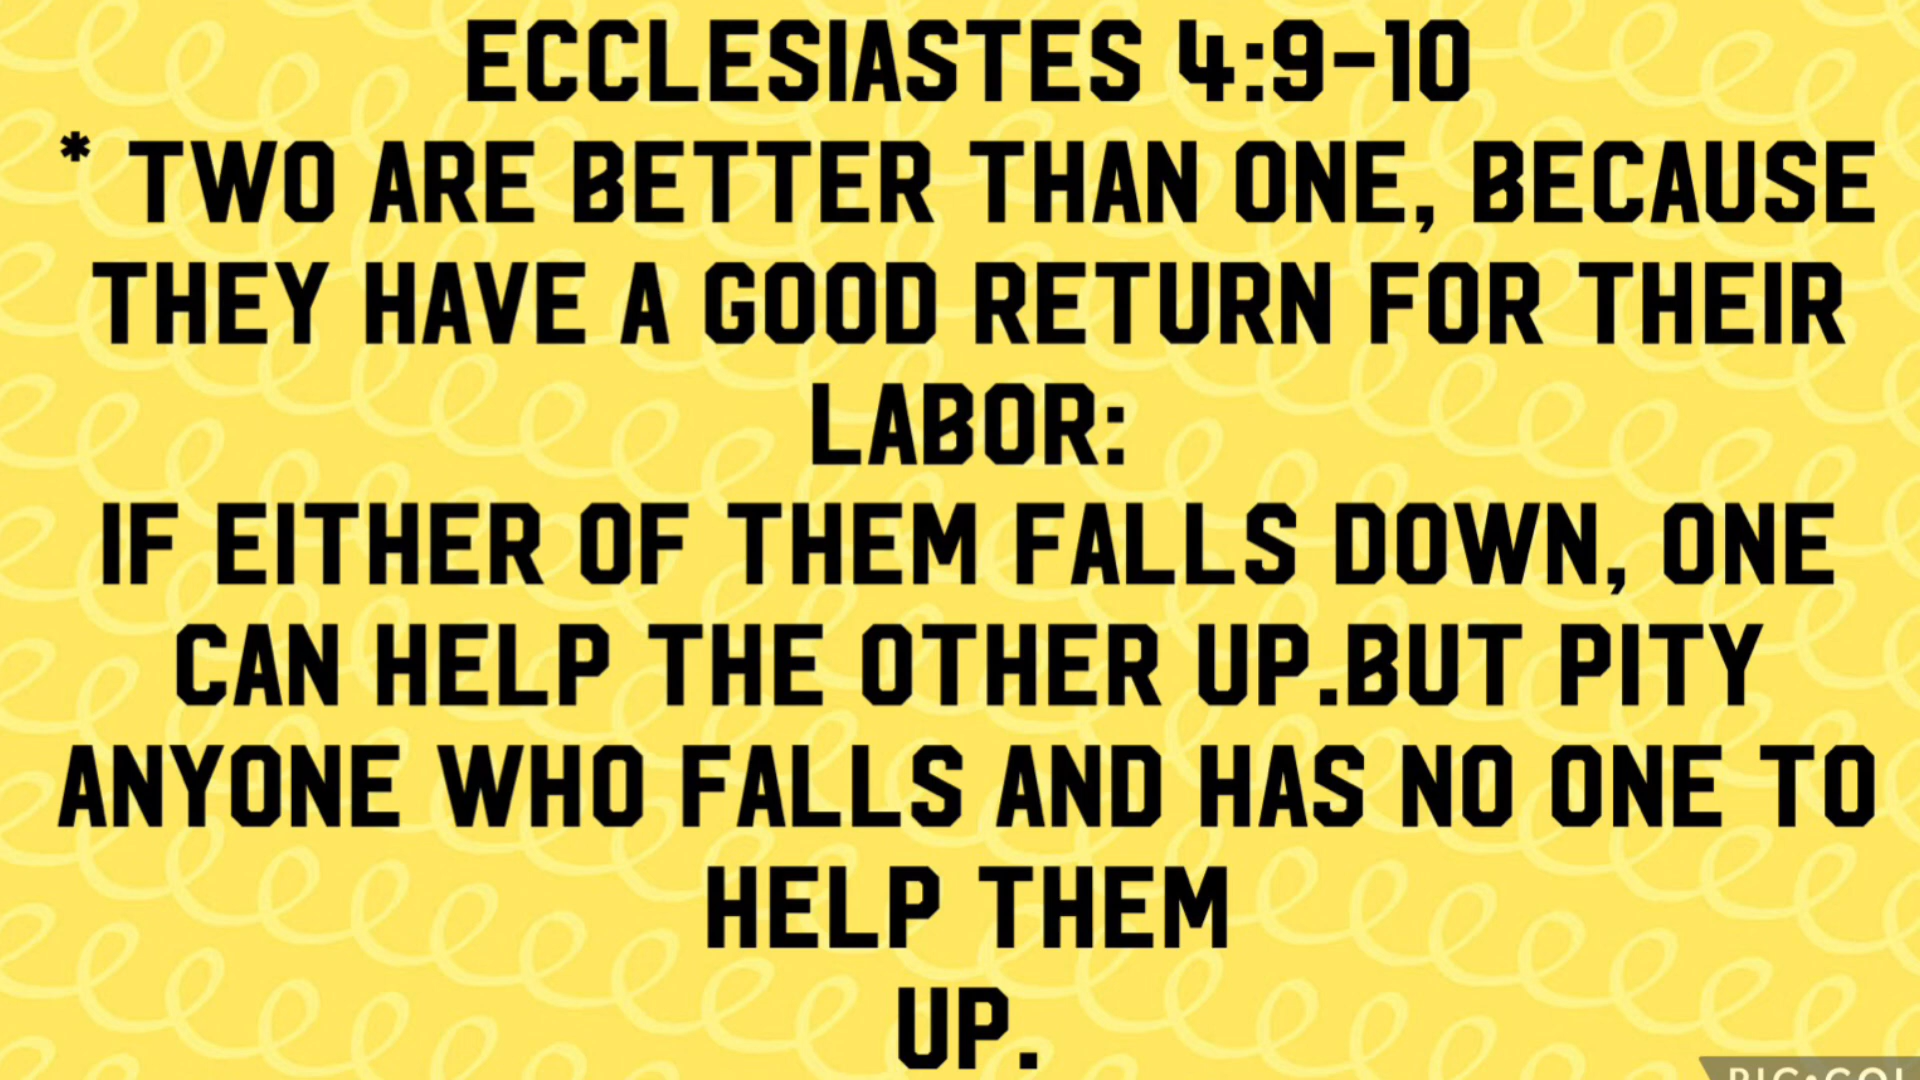 ECCLESIASTES 4:9-10
* TWO ARE BETTER THAN ONE, BECAUSE
THEY HAVE A GOOD RETURN FOR THEIR
LABOR:
IF EITHER OF THEM FALLS DOWN, ONE
CAN HELP THE OTHER UP.BUT PITY
ANYONE WHO FALLS AND HAS NO ONE TO
HELP THEM
UP.